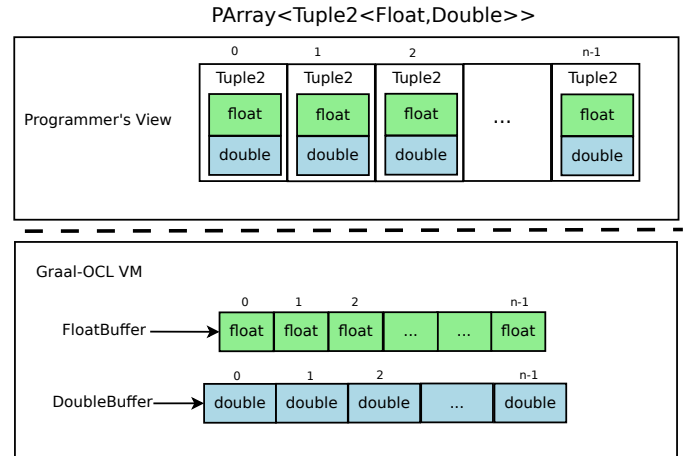 PArray<Tuple2<Float,Double>>
0 1 2 n-1
Tuple2 Tuple2 Tuple2 Tuple2
float float float float
Programmer's View ...
double double double double
Graal-OCL VM
0 1 2 n-1
FloatBuffer float float float ... ... float
0 1 2 n-1
DoubleBuffer double double double ... double